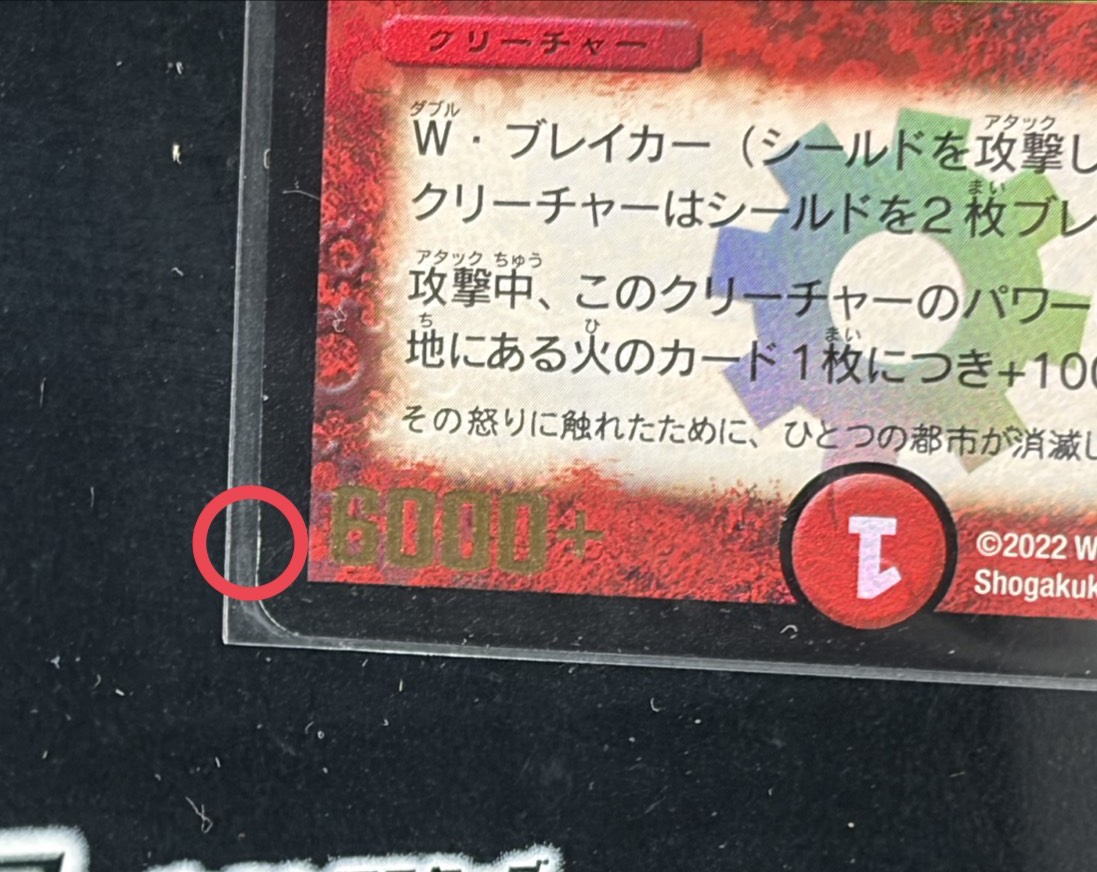 クリーチャー
W・ブレイカー（シールドを攻撃し
ダブル アタック
クリーチャーはシールドを2枚ブレ
まい
攻撃中、このクリーチャーのパワー
アタック ちゅう
地にある火のカード1枚につき+100
ち ひ まい
その怒りに触れたために、ひとつの都市が消滅し
6000+
1
©2022 W
Shogakuk